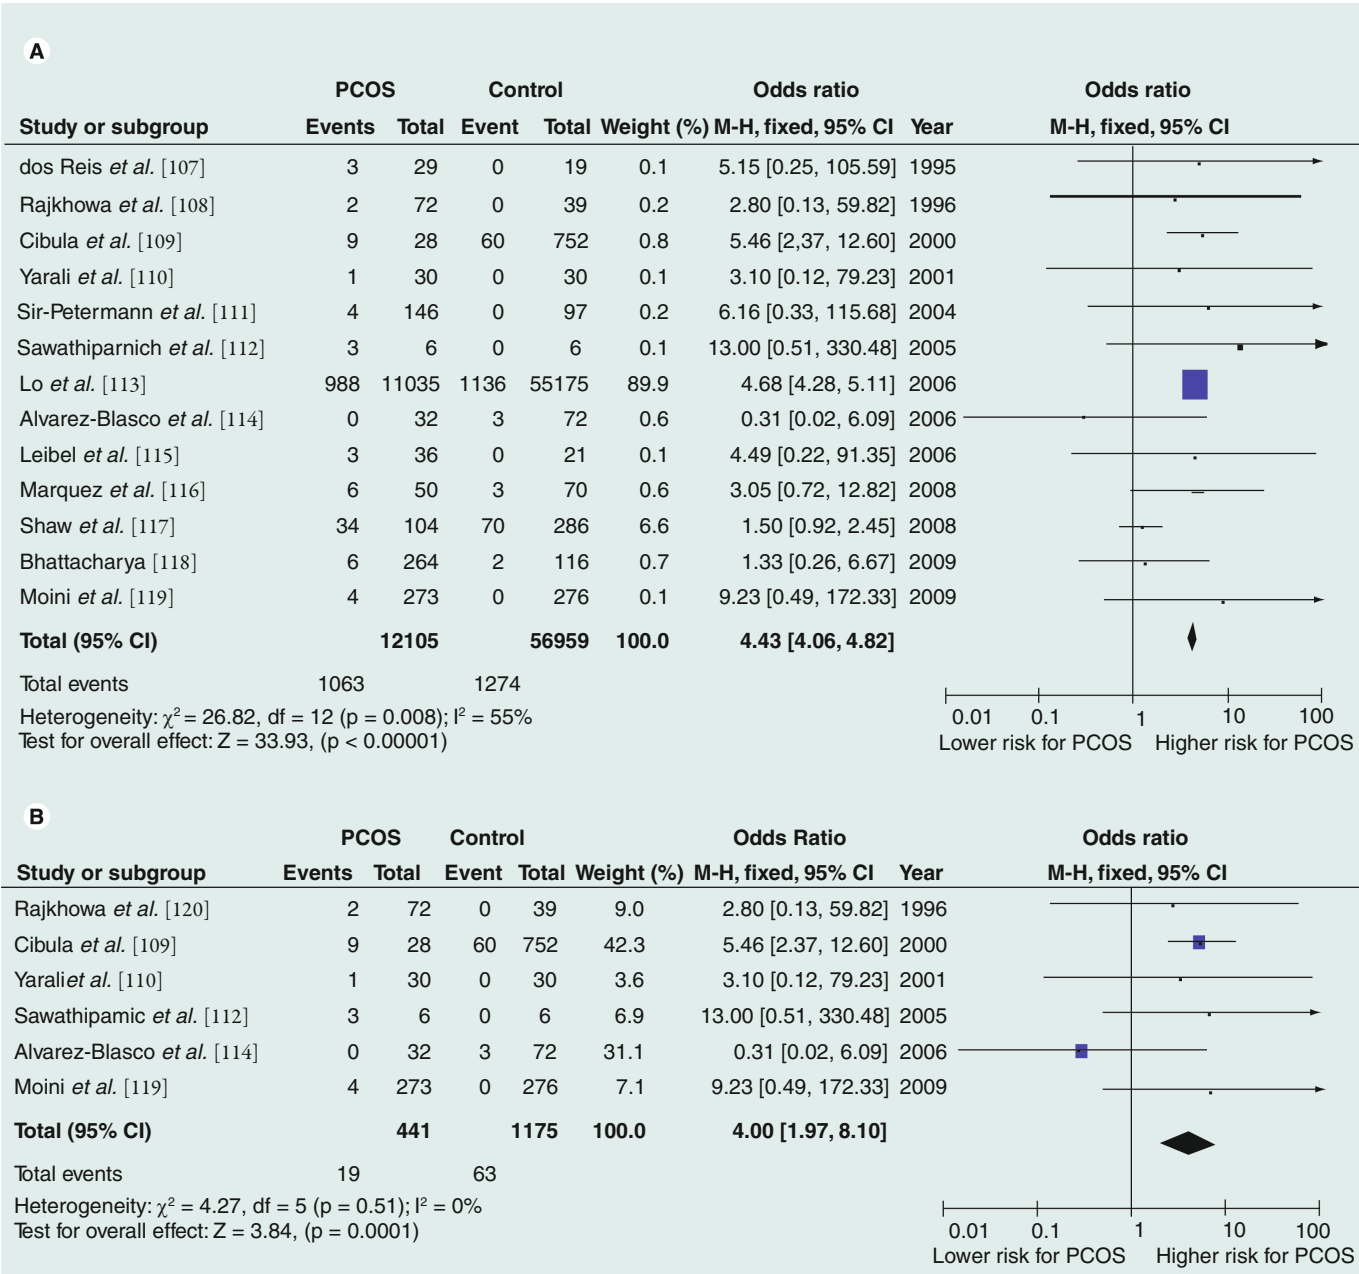 A
PCOS Control Odds ratio Odds ratio
Study or subgroup Events Total Event Total Weight (%) M-H, fixed, 95% CI Year M-H, fixed, 95% CI
dos Reis et al. [107] 3 29 0 19 0.1 5.15 [0.25, 105.59] 1995
Rajkhowa et al. [108] 2 72 0 39 0.2 2.80 [0.13, 59.82] 1996
Cibula et al. [109] 9 28 60 752 0.8 5.46 [2,37, 12.60] 2000
Yarali et al. [110] 1 30 0 30 0.1 3.10 [0.12, 79.23] 2001
Sir-Petermann et al. [111] 4 146 0 97 0.2 6.16 [0.33, 115.68] 2004
Sawathiparnich et al. [112] 3 6 0 6 0.1 13.00 [0.51, 330.48] 2005
Lo et al. [113] 988 11035 1136 55175 89.9 4.68 [4.28, 5.11] 2006
Alvarez-Blasco et al. [114] 0 32 3 72 0.6 0.31 [0.02, 6.09] 2006
Leibel et al. [115] 3 36 0 21 0.1 4.49 [0.22, 91.35] 2006
Marquez et al. [116] 6 50 3 70 0.6 3.05 [0.72, 12.82] 2008
Shaw et al. [117] 34 104 70 286 6.6 1.50 [0.92, 2.45] 2008
Bhattacharya [118] 6 264 2 116 0.7 1.33 [0.26, 6.67] 2009
Moini et al. [119] 4 273 0 276 0.1 9.23 [0.49, 172.33] 2009
Total (95% CI) 12105 56959 100.0 4.43 [4.06, 4.82]
Total events 1063 1274
Heterogeneity: χ² = 26.82, df = 12 (p = 0.008); I² = 55%
Test for overall effect: Z = 33.93, (p < 0.00001)
0.01 0.1 1 10 100
Lower risk for PCOS Higher risk for PCOS
B
PCOS Control Odds Ratio Odds ratio
Study or subgroup Events Total Event Total Weight (%) M-H, fixed, 95% CI Year M-H, fixed, 95% CI
Rajkhowa et al. [120] 2 72 0 39 9.0 2.80 [0.13, 59.82] 1996
Cibula et al. [109] 9 28 60 752 42.3 5.46 [2.37, 12.60] 2000
Yaraliet al. [110] 1 30 0 30 3.6 3.10 [0.12, 79.23] 2001
Sawathipamic et al. [112] 3 6 0 6 6.9 13.00 [0.51, 330.48] 2005
Alvarez-Blasco et al. [114] 0 32 3 72 31.1 0.31 [0.02, 6.09] 2006
Moini et al. [119] 4 273 0 276 7.1 9.23 [0.49, 172.33] 2009
Total (95% CI) 441 1175 100.0 4.00 [1.97, 8.10]
Total events 19 63
Heterogeneity: χ² = 4.27, df = 5 (p = 0.51); I² = 0%
Test for overall effect: Z = 3.84, (p = 0.0001)
0.01 0.1 1 10 100
Lower risk for PCOS Higher risk for PCOS